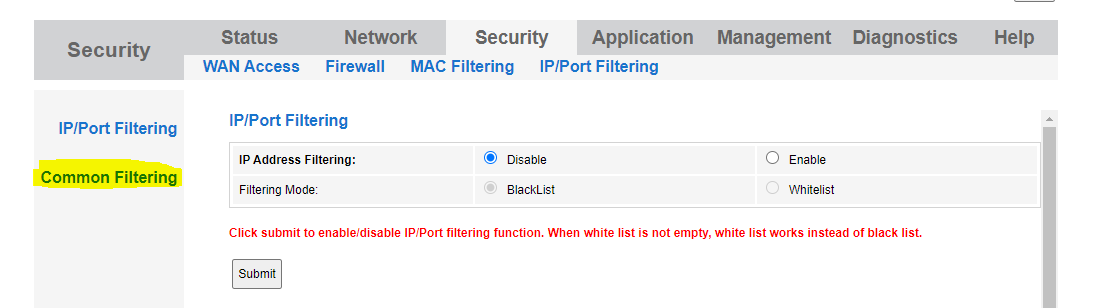 Security
Status Network Security Application Management Diagnostics Help
WAN Access Firewall MAC Filtering IP/Port Filtering
IP/Port Filtering
Common Filtering
IP/Port Filtering
IP Address Filtering: Disable Enable
Filtering Mode: BlackList Whitelist
Click submit to enable/disable IP/Port filtering function. When white list is not empty, white list works instead of black list.
Submit